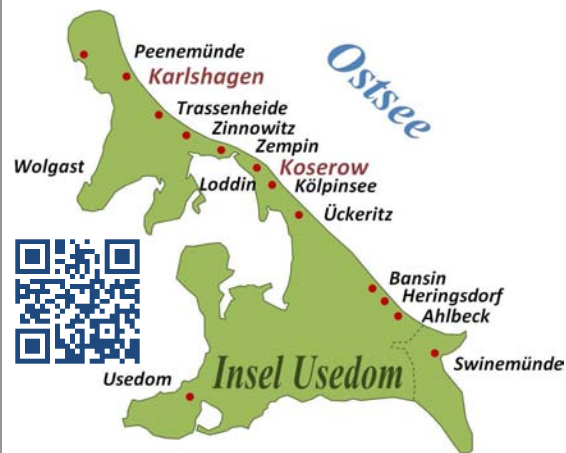 Peenemünde
Karlshagen
Ostsee
Trassenheide
Zinnowitz
Zempin
Wolgast
Koserow
Loddin
Kölpinsee
Ückeritz
Bansin
Heringsdorf
Ahlbeck
Swinemünde
Usedom
Insel Usedom